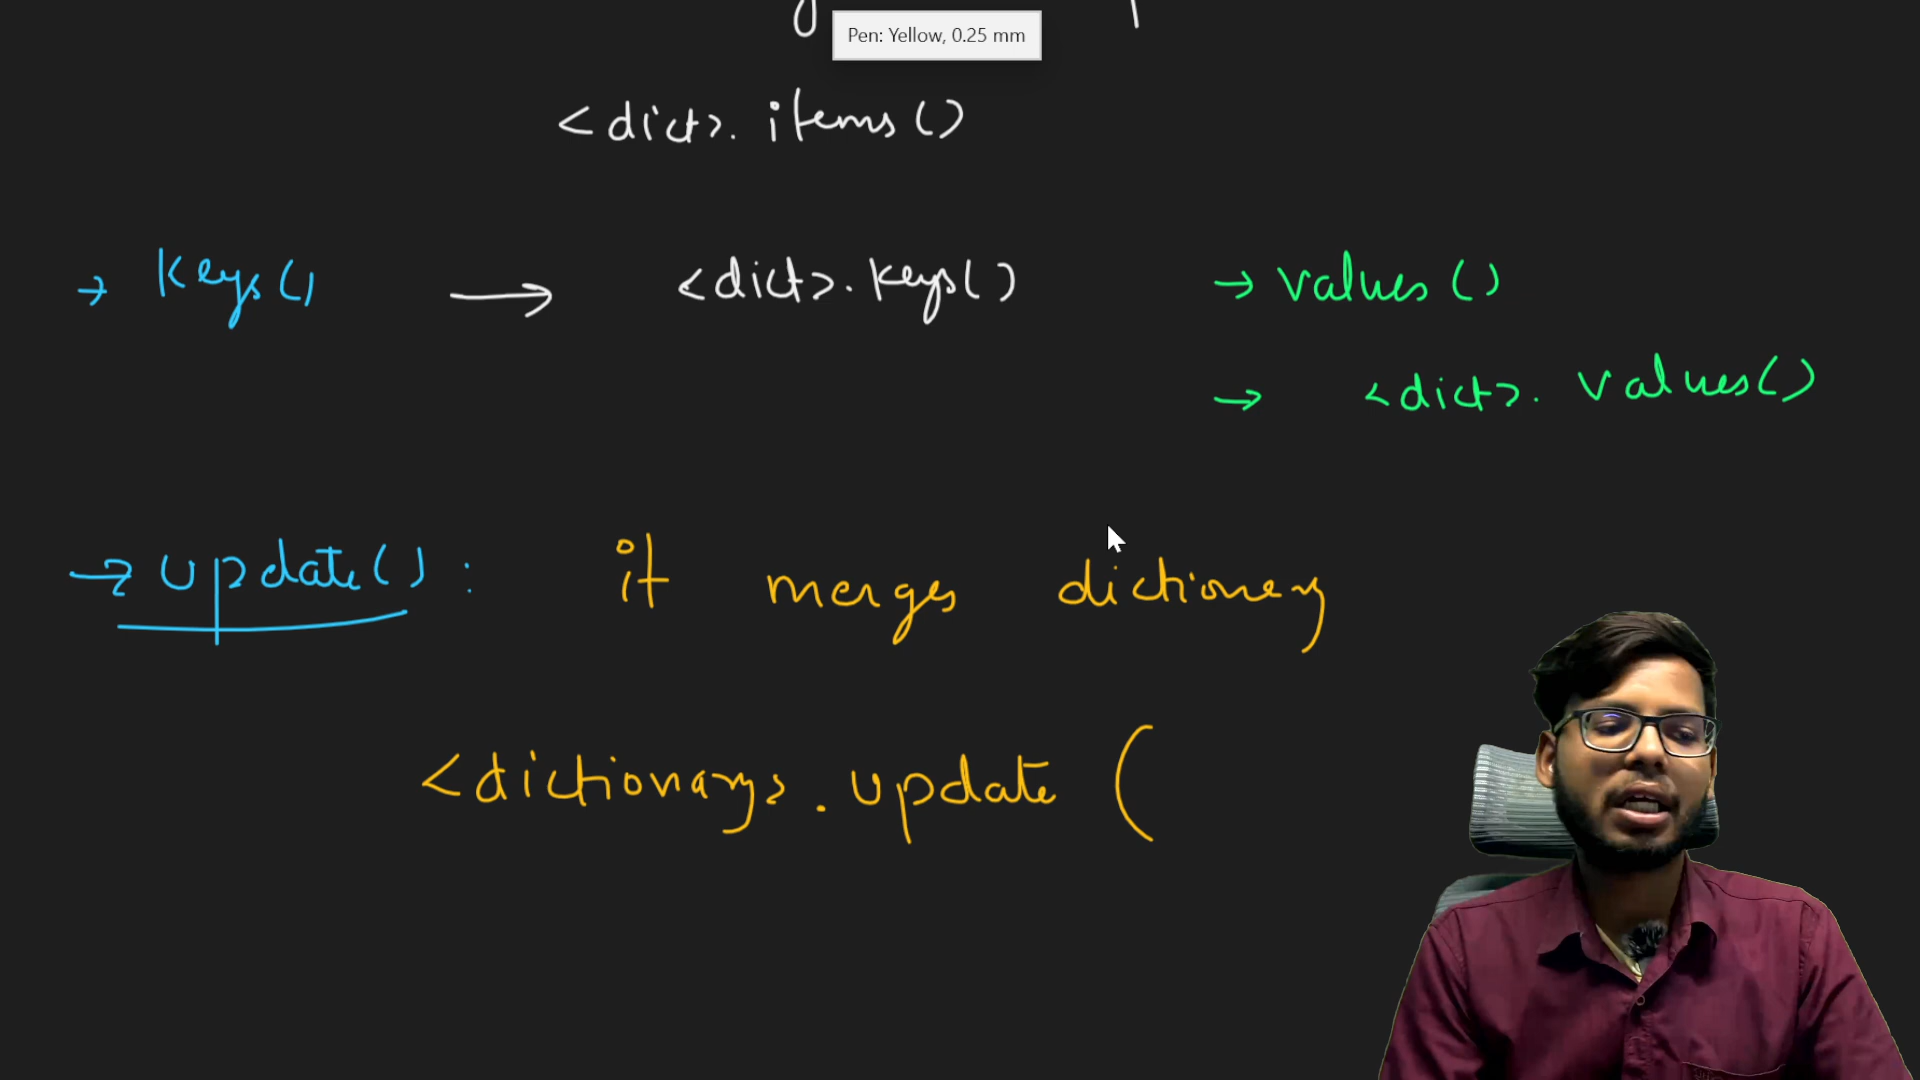 Pen: Yellow, 0.25 mm
<dict>. items()
→ keys() → <dict>.keys() → values()
→ <dict>. values()
→ update() : it merges dictionary
<dictionary>.update (